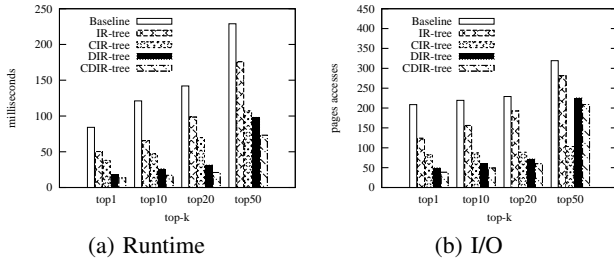 Baseline
IR-tree
CIR-tree
DIR-tree
CDIR-tree
250
200
150
100
50
0
milliseconds
top1 top10 top20 top50
top-k
(a) Runtime
Baseline
IR-tree
CIR-tree
DIR-tree
CDIR-tree
450
400
350
300
250
200
150
100
50
0
pages accesses
top1 top10 top20 top50
top-k
(b) I/O